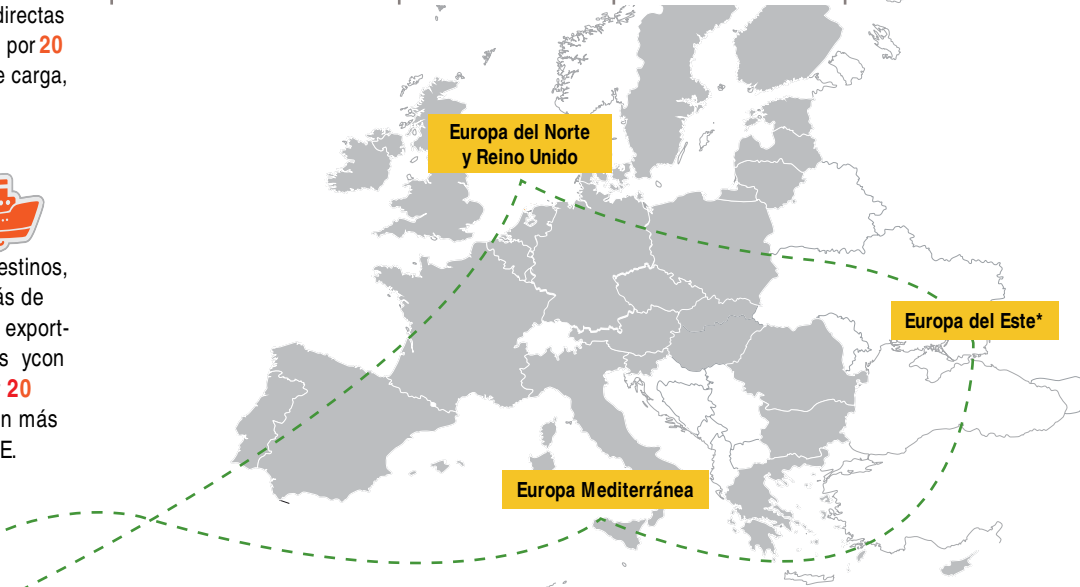 directas
por 20
e carga,
Europa del Norte
y Reino Unido
estinos,
ás de
export-
s ycon
20
n más
E.
Europa del Este*
Europa Mediterránea